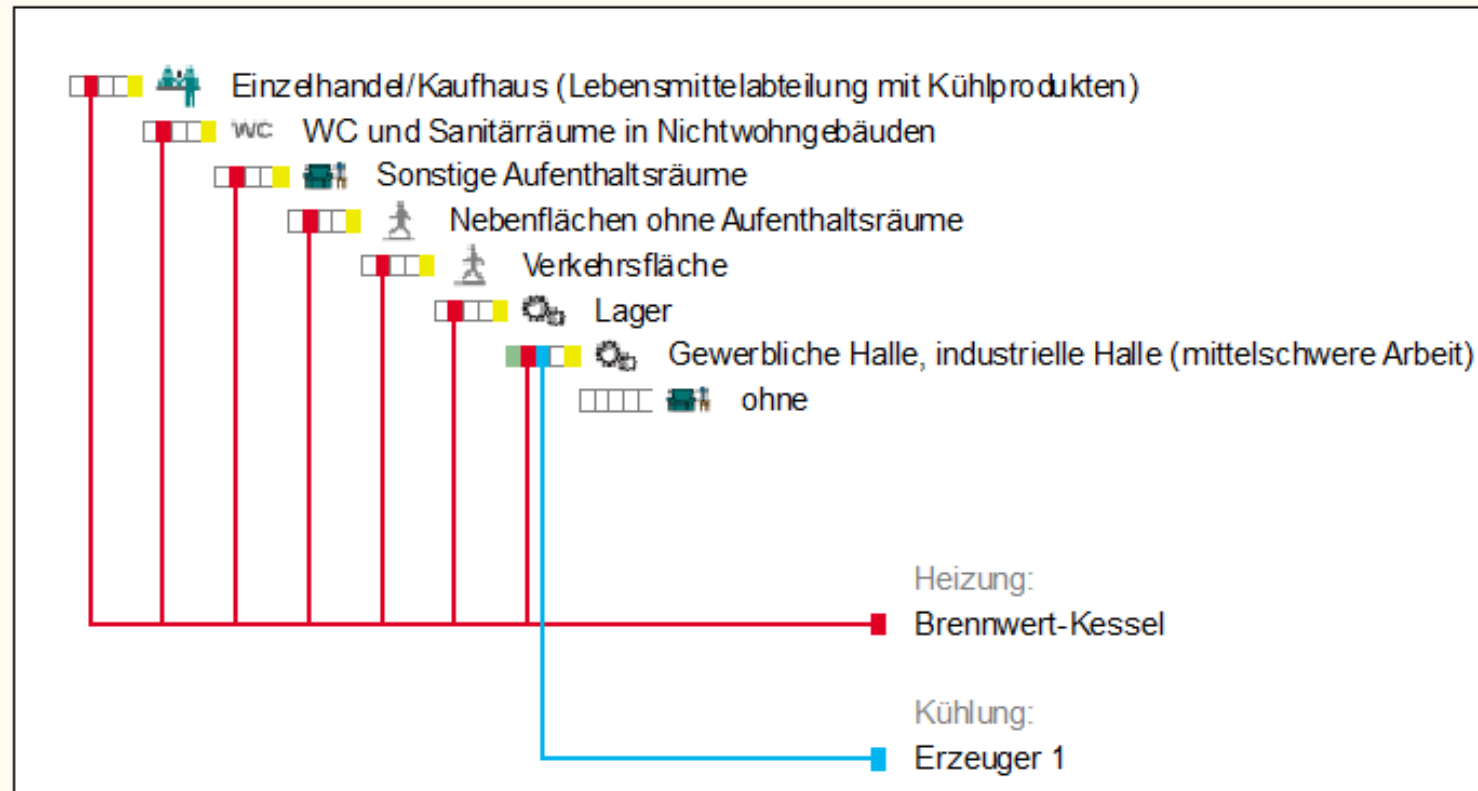 Einzelhandel/Kaufhaus (Lebensmittelabteilung mit Kühlprodukten)
WC WC und Sanitärräume in Nichtwohngebäuden
Sonstige Aufenthaltsräume
Nebenflächen ohne Aufenthaltsräume
Verkehrsfläche
Lager
Gewerbliche Halle, industrielle Halle (mittelschwere Arbeit)
ohne
Heizung:
Brennwert-Kessel
Kühlung:
Erzeuger 1